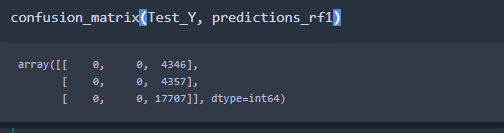 confusion_matrix(Test_Y, predictions_rf1)
array([[    0,     0,  4346],
       [    0,     0,  4357],
       [    0,     0, 17707]], dtype=int64)